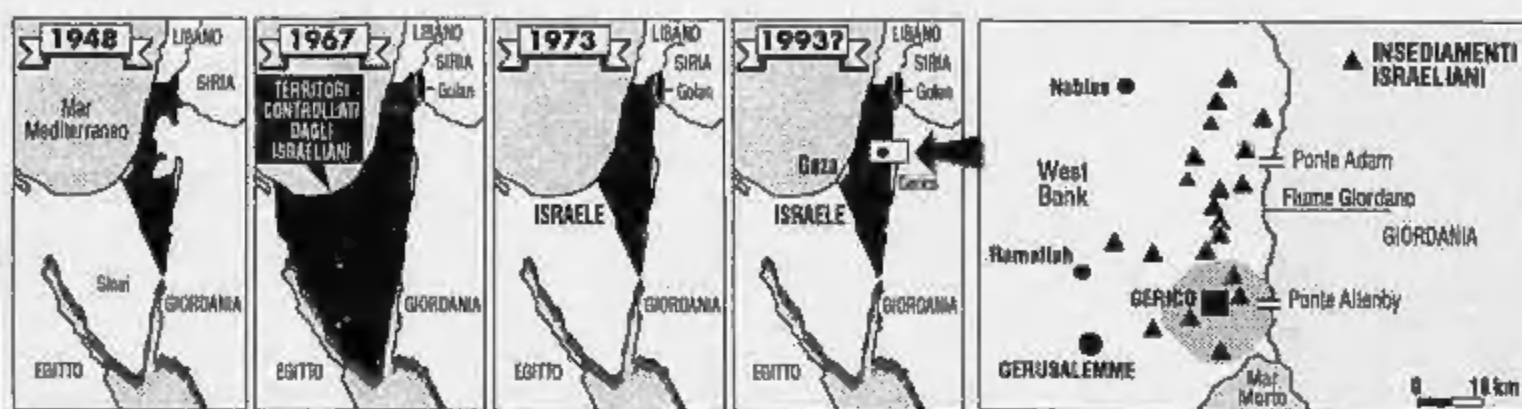 1948
LIBANO
SIRIA
Mar
Mediterraneo
Sinai
GIORDANIA
EGITTO
1967
LIBANO
SIRIA
Golan
TERRITORI
CONTROLLATI
DAGLI
ISRAELIANI
GIORDANIA
EGITTO
1973
LIBANO
SIRIA
Golan
ISRAELE
GIORDANIA
EGITTO
1993?
LIBANO
SIRIA
Golan
Gaza
Gerico
ISRAELE
GIORDANIA
EGITTO
INSEDIAMENTI
ISRAELIANI
Nablus
Ponte Adam
West
Bank
Fiume Giordano
GIORDANIA
Ramallah
GERICO
Ponte Allenby
GERUSALEMME
Mar
Morto
0 10 km